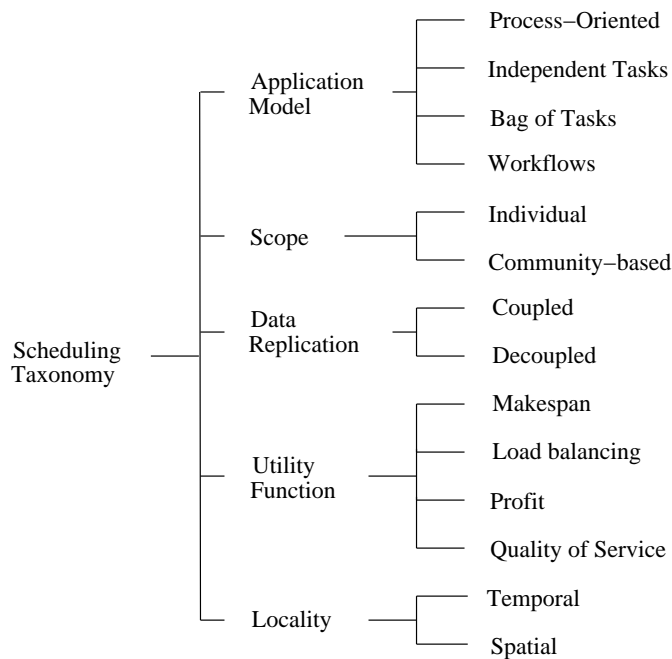 Process–Oriented
Application
Model
Independent Tasks
Bag of Tasks
Workflows
Scope
Individual
Community–based
Scheduling
Taxonomy
Data
Replication
Coupled
Decoupled
Utility
Function
Makespan
Load balancing
Profit
Quality of Service
Locality
Temporal
Spatial